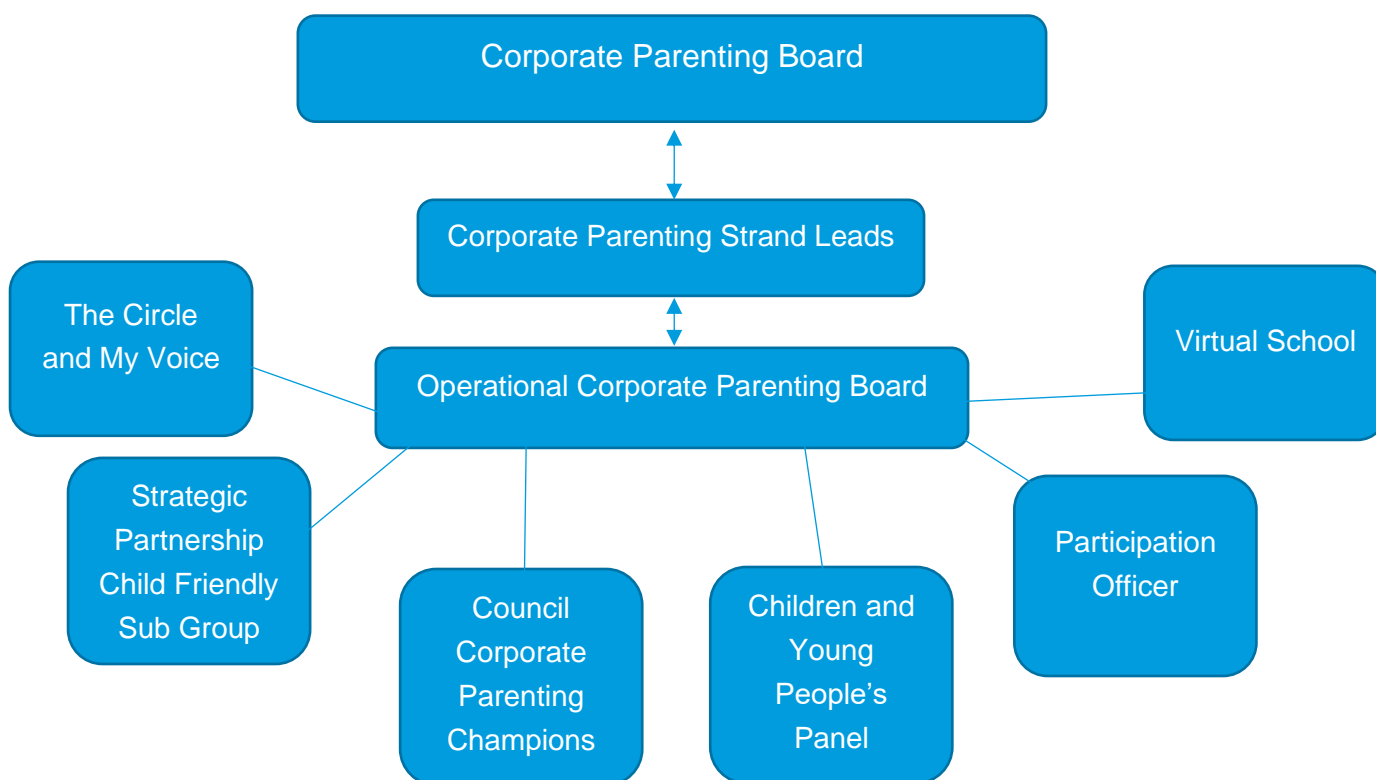 Corporate Parenting Board
Corporate Parenting Strand Leads
The Circle
and My Voice
Virtual School
Operational Corporate Parenting Board
Strategic
Partnership
Child Friendly
Sub Group
Council
Corporate
Parenting
Champions
Children and
Young
People’s
Panel
Participation
Officer